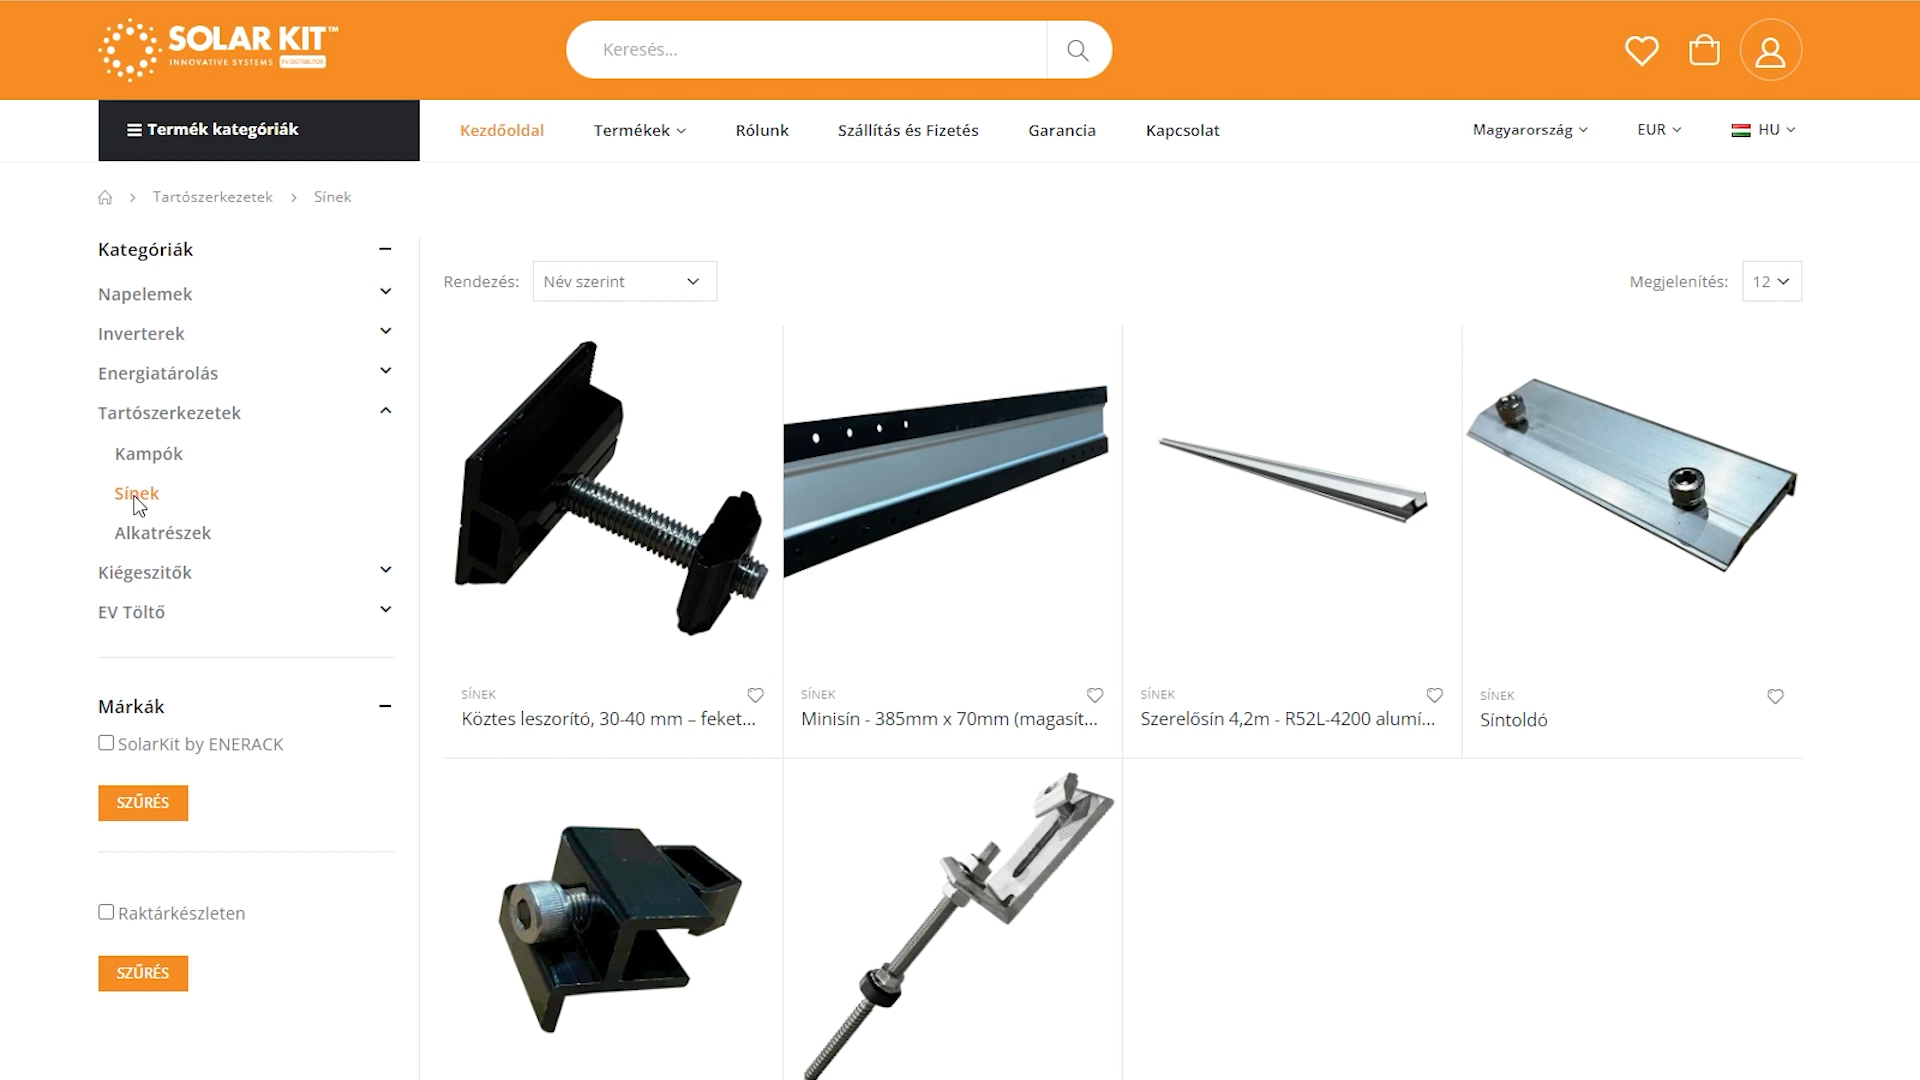 SOLAR KIT™
INNOVATIVE SYSTEMS PV DISTRIBUTOR
Keresés...
Termék kategóriák
Kezdőoldal Termékek Rólunk Szállítás és Fizetés Garancia Kapcsolat Magyarország EUR HU
Tartószerkezetek > Sínek
Kategóriák
Napelemek
Inverterek
Energiatárolás
Tartószerkezetek
Kampók
Sínek
Alkatrészek
Kiégeszitők
EV Töltő
Márkák
SolarKit by ENERACK
SZŰRÉS
Raktárkészleten
SZŰRÉS
Rendezés: Név szerint Megjelenítés: 12
SÍNEK
Köztes leszorító, 30-40 mm – feket...
SÍNEK
Minisín - 385mm x 70mm (magasít...
SÍNEK
Szerelősín 4,2m - R52L-4200 alumí...
SÍNEK
Síntoldó